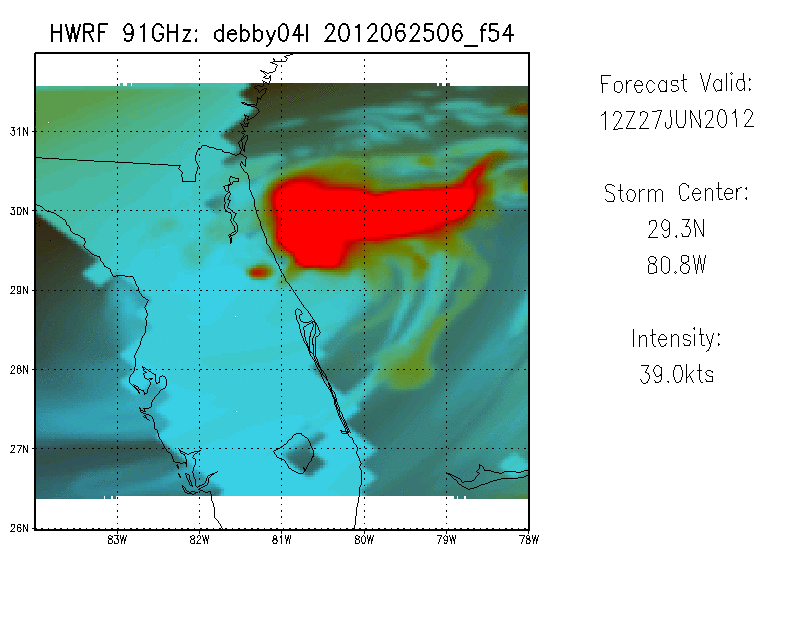 HWRF 91GHz: debby04l 2012062506_f54
Forecast Valid:
12Z27JUN2012
Storm Center:
29.3N
80.8W
Intensity:
39.0kts
31N
30N
29N
28N
27N
26N
83W 82W 81W 80W 79W 78W